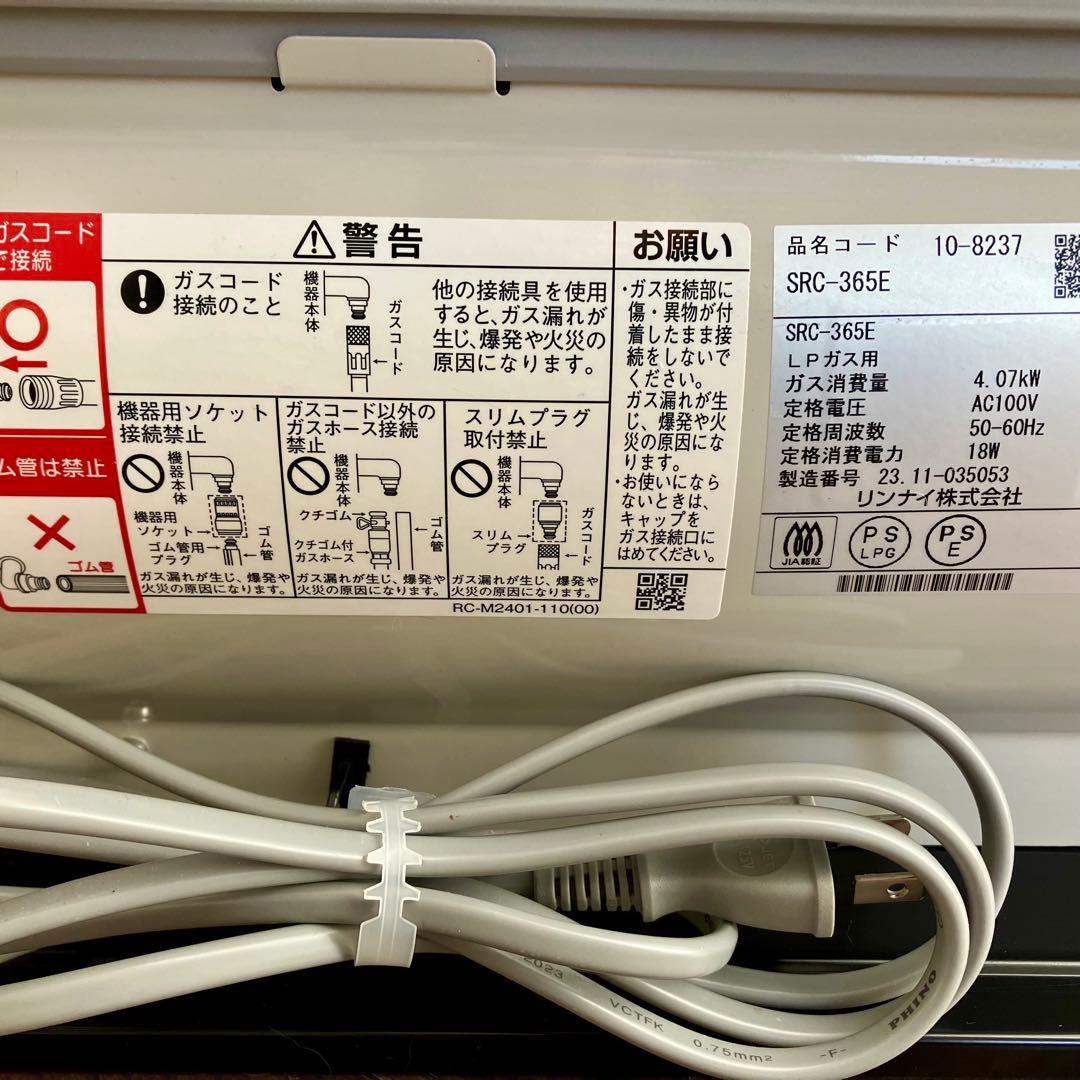 ガスコード
で接続
ゴム管は禁止
ゴム管
警告
ガスコード
接続のこと
機器本体
ガスコード
他の接続具を使用
すると、ガス漏れが
生じ、爆発や火災の
原因になります。
機器用ソケット
接続禁止
機器本体
機器用
ソケット
ゴム管用
プラグ
ゴム管
ガス漏れが生じ、爆発や
火災の原因になります。
ガスコード以外の
ガスホース接続
禁止
機器本体
クチゴム
クチゴム付
ガスホース
ゴム管
ガス漏れが生じ、爆発や
火災の原因になります。
スリムプラグ
取付禁止
機器本体
スリム
プラグ
ガスコード
ガス漏れが生じ、爆発や
火災の原因になります。
RC-M2401-110(00)
お願い
・ガス接続部に
傷・異物が付
着したまま接
続をしないで
ください。
ガス漏れが生
じ、爆発や火
災の原因にな
ります。
・お使いになら
ないときは、
キャップを
ガス接続口に
はめてください。
品名コード 10-8237
SRC-365E
SRC-365E
LPガス用
ガス消費量 4.07kW
定格電圧 AC100V
定格周波数 50-60Hz
定格消費電力 18W
製造番号 23.11-035053
リンナイ株式会社
JIA認証
PS
LPG
PS
E
2023
VCTFK
0.75mm²
-F-
PHINO